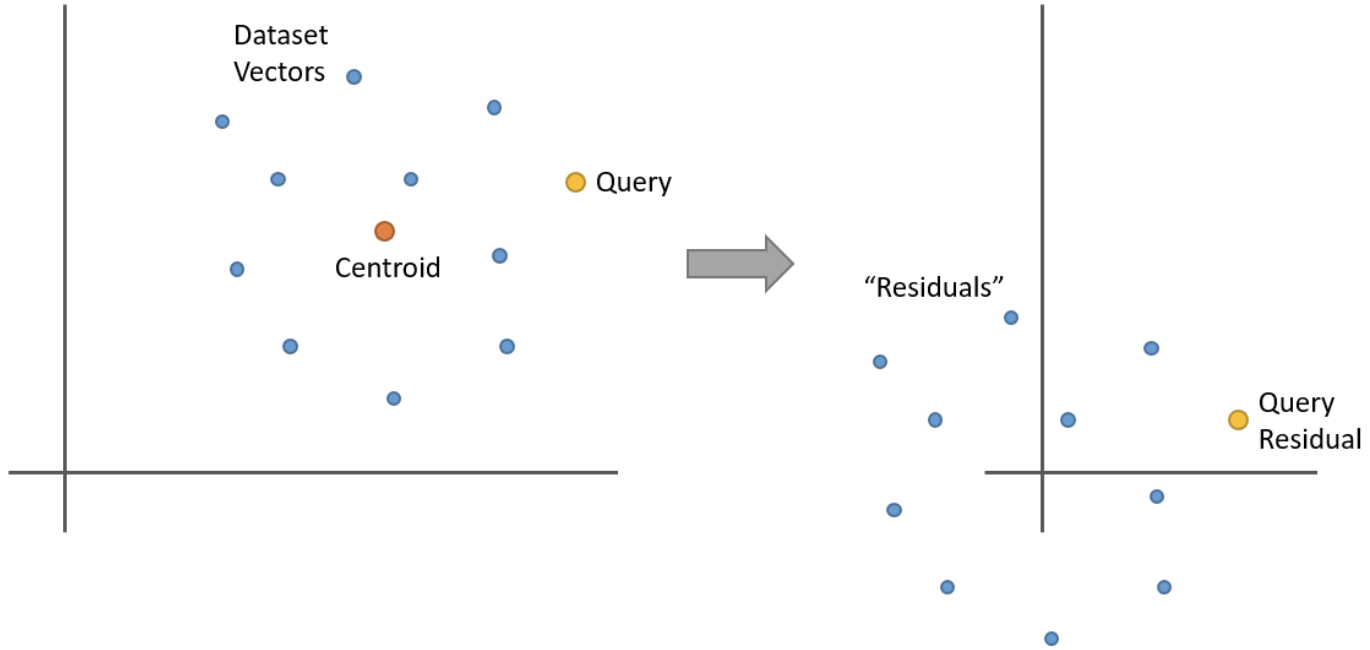 Dataset
Vectors
Query
Centroid
“Residuals”
Query
Residual